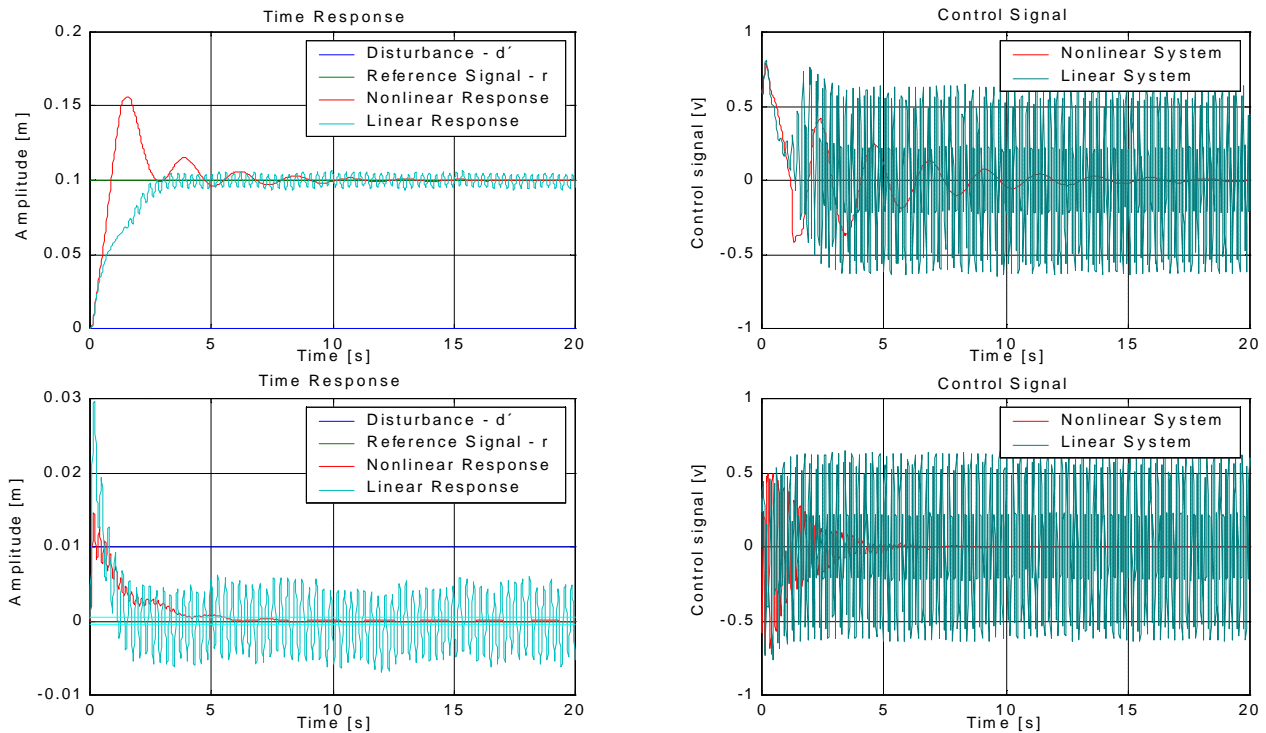 Time Response
0.2
0.15
0.1
0.05
0
Amplitude [m]
Disturbance - d´
Reference Signal - r
Nonlinear Response
Linear Response
0 5 10 15 20
Time [s]
Control Signal
1
0.5
0
-0.5
-1
Control signal [v]
Nonlinear System
Linear System
0 5 10 15 20
Time [s]
Time Response
0.03
0.02
0.01
0
-0.01
Amplitude [m]
Disturbance - d´
Reference Signal - r
Nonlinear Response
Linear Response
0 5 10 15 20
Time [s]
Control Signal
1
0.5
0
-0.5
-1
Control signal [v]
Nonlinear System
Linear System
0 5 10 15 20
Time [s]